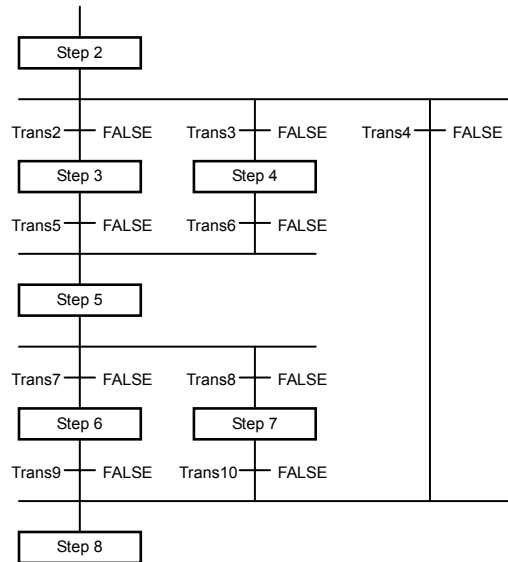 Step 2
Trans2 FALSE Trans3 FALSE Trans4 FALSE
Step 3 Step 4
Trans5 FALSE Trans6 FALSE
Step 5
Trans7 FALSE Trans8 FALSE
Step 6 Step 7
Trans9 FALSE Trans10 FALSE
Step 8